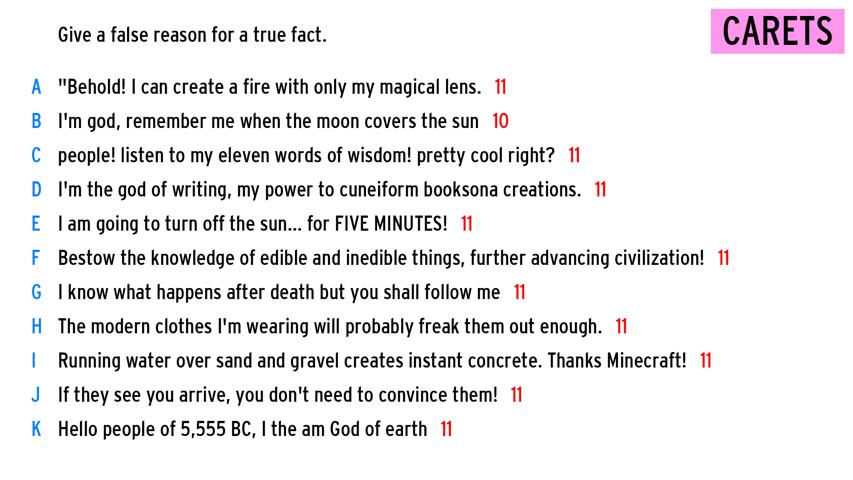 Give a false reason for a true fact.
CARETS
A "Behold! I can create a fire with only my magical lens. 11
B I'm god, remember me when the moon covers the sun 10
C people! listen to my eleven words of wisdom! pretty cool right? 11
D I'm the god of writing, my power to cuneiform booksona creations. 11
E I am going to turn off the sun... for FIVE MINUTES! 11
F Bestow the knowledge of edible and inedible things, further advancing civilization! 11
G I know what happens after death but you shall follow me 11
H The modern clothes I'm wearing will probably freak them out enough. 11
I Running water over sand and gravel creates instant concrete. Thanks Minecraft! 11
J If they see you arrive, you don't need to convince them! 11
K Hello people of 5,555 BC, I the am God of earth 11